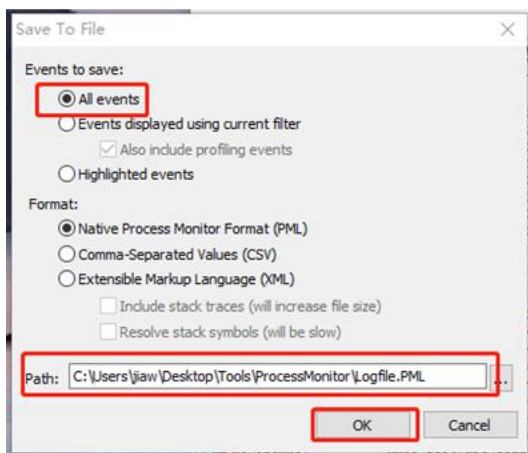 Save To File
Events to save:
All events
Events displayed using current filter
Also include profiling events
Highlighted events
Format:
Native Process Monitor Format (PML)
Comma-Separated Values (CSV)
Extensible Markup Language (XML)
Include stack traces (will increase file size)
Resolve stack symbols (will be slow)
Path: C:\Users\jiaw\Desktop\Tools\ProcessMonitor\Logfile.PML ...
OK Cancel